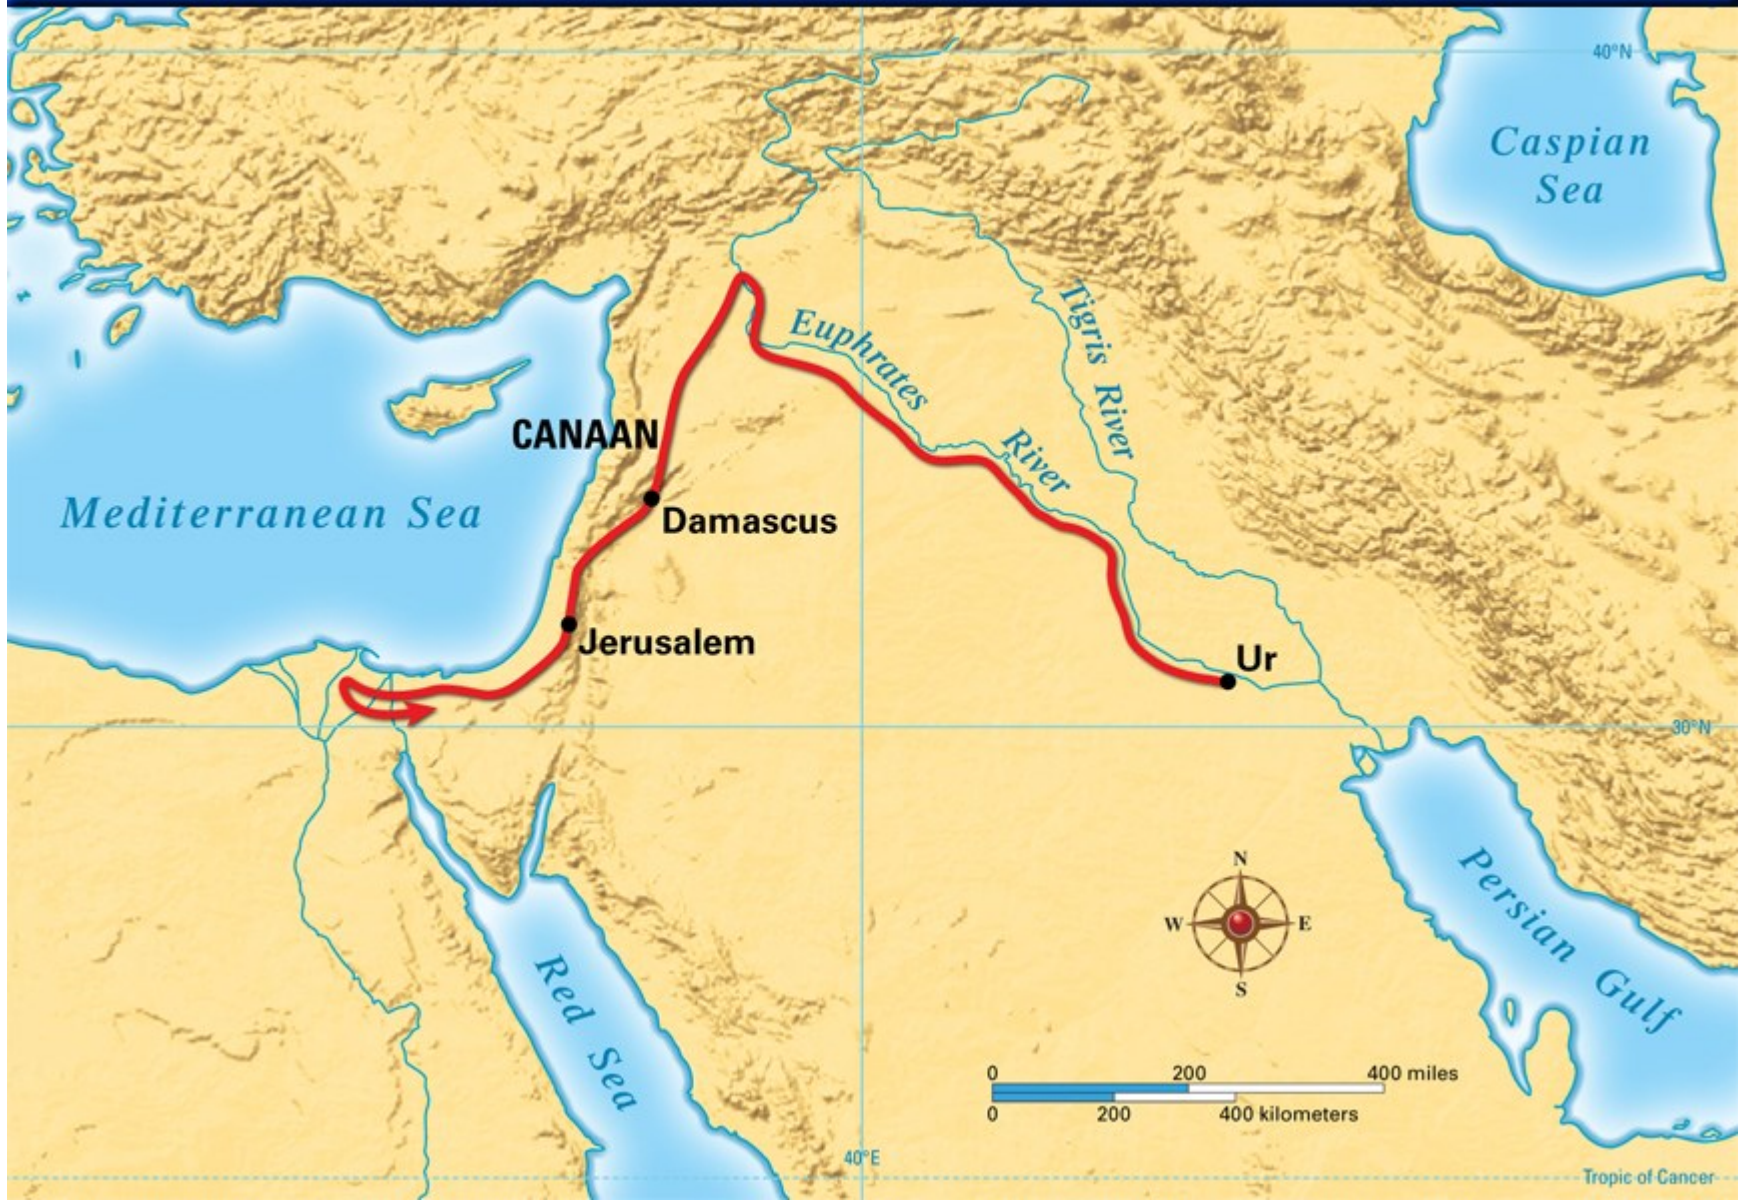 40°N
Caspian
Sea
Tigris River
Euphrates
River
CANAAN
Mediterranean Sea
Damascus
Jerusalem
Ur
30°N
N
W E
S
Persian Gulf
Red Sea
0 200 400 miles
0 200 400 kilometers
40°E
Tropic of Cancer